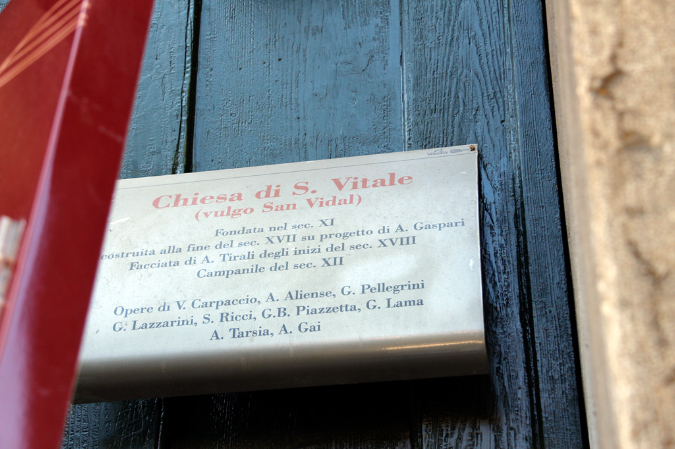 Chiesa di S. Vitale
(vulgo San Vidal)
Fondata nel sec. XI
costruita alla fine del sec. XVII su progetto di A. Gaspari
Facciata di A. Tirali degli inizi del sec. XVIII
Campanile del sec. XII
Opere di V. Carpaccio, A. Aliense, G. Pellegrini
G. Lazzarini, S. Ricci, G.B. Piazzetta, G. Lama
A. Tarsia, A. Gai